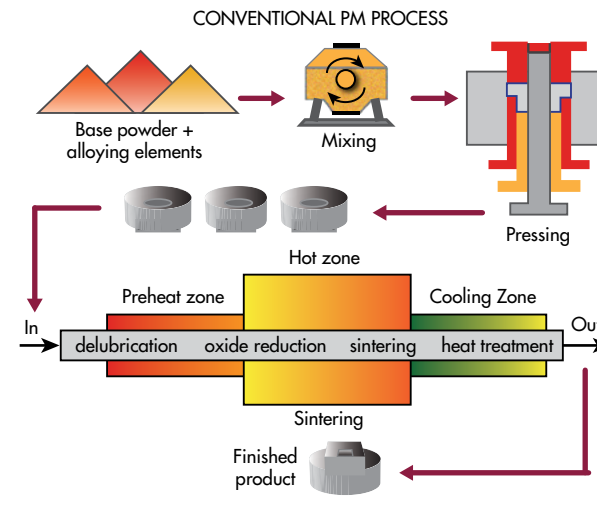 CONVENTIONAL PM PROCESS
Base powder +
alloying elements
Mixing
Pressing
Hot zone
Preheat zone
Cooling Zone
In
Out
delubrication oxide reduction sintering heat treatment
Sintering
Finished
product